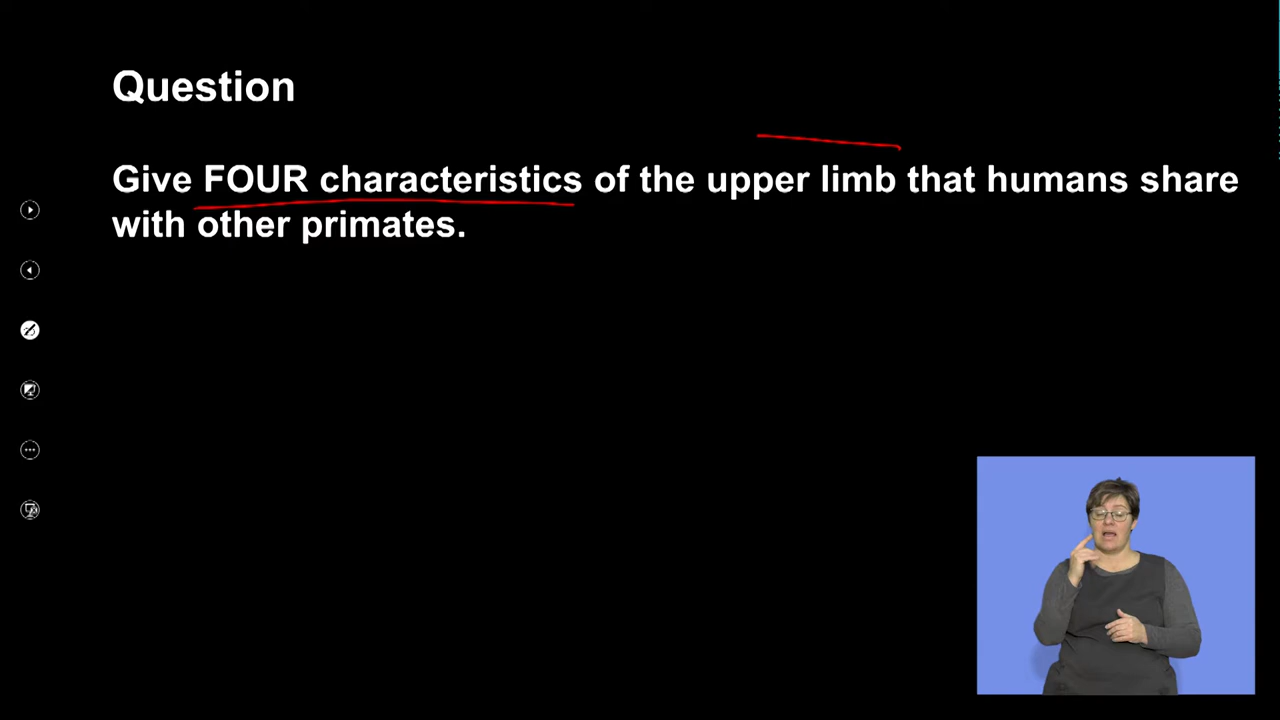 Question
Give FOUR characteristics of the upper limb that humans share
with other primates.